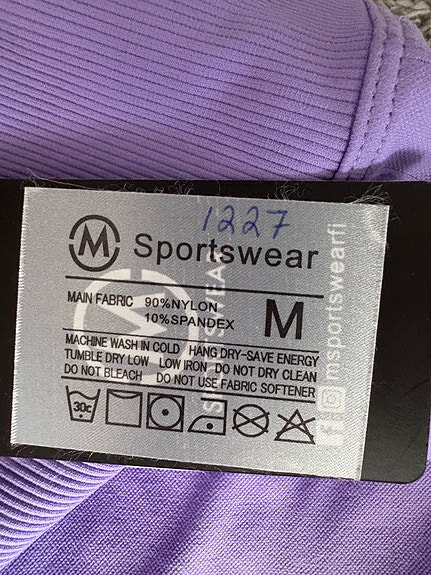 1227
M Sportswear
MAIN FABRIC 90%NYLON
10%SPANDEX
M
MACHINE WASH IN COLD HANG DRY-SAVE ENERGY
TUMBLE DRY LOW LOW IRON DO NOT DRY CLEAN
DO NOT BLEACH DO NOT USE FABRIC SOFTENER
30c
msportswearfi